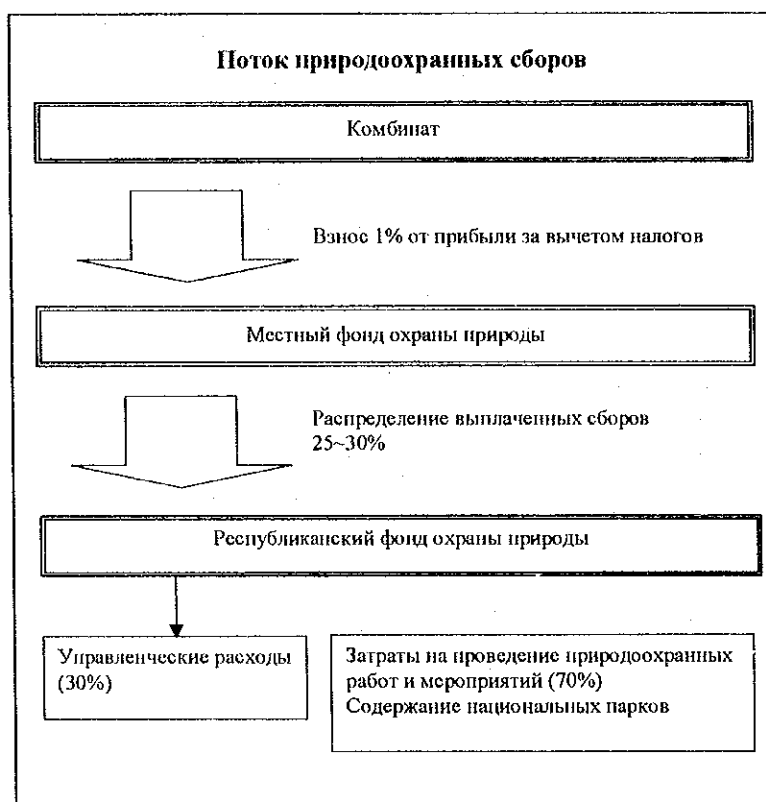 Поток природоохранных сборов
Комбинат
Взнос 1% от прибыли за вычетом налогов
Местный фонд охраны природы
Распределение выплаченных сборов
25~30%
Республиканский фонд охраны природы
Управленческие расходы
(30%)
Затраты на проведение природоохранных
работ и мероприятий (70%)
Содержание национальных парков